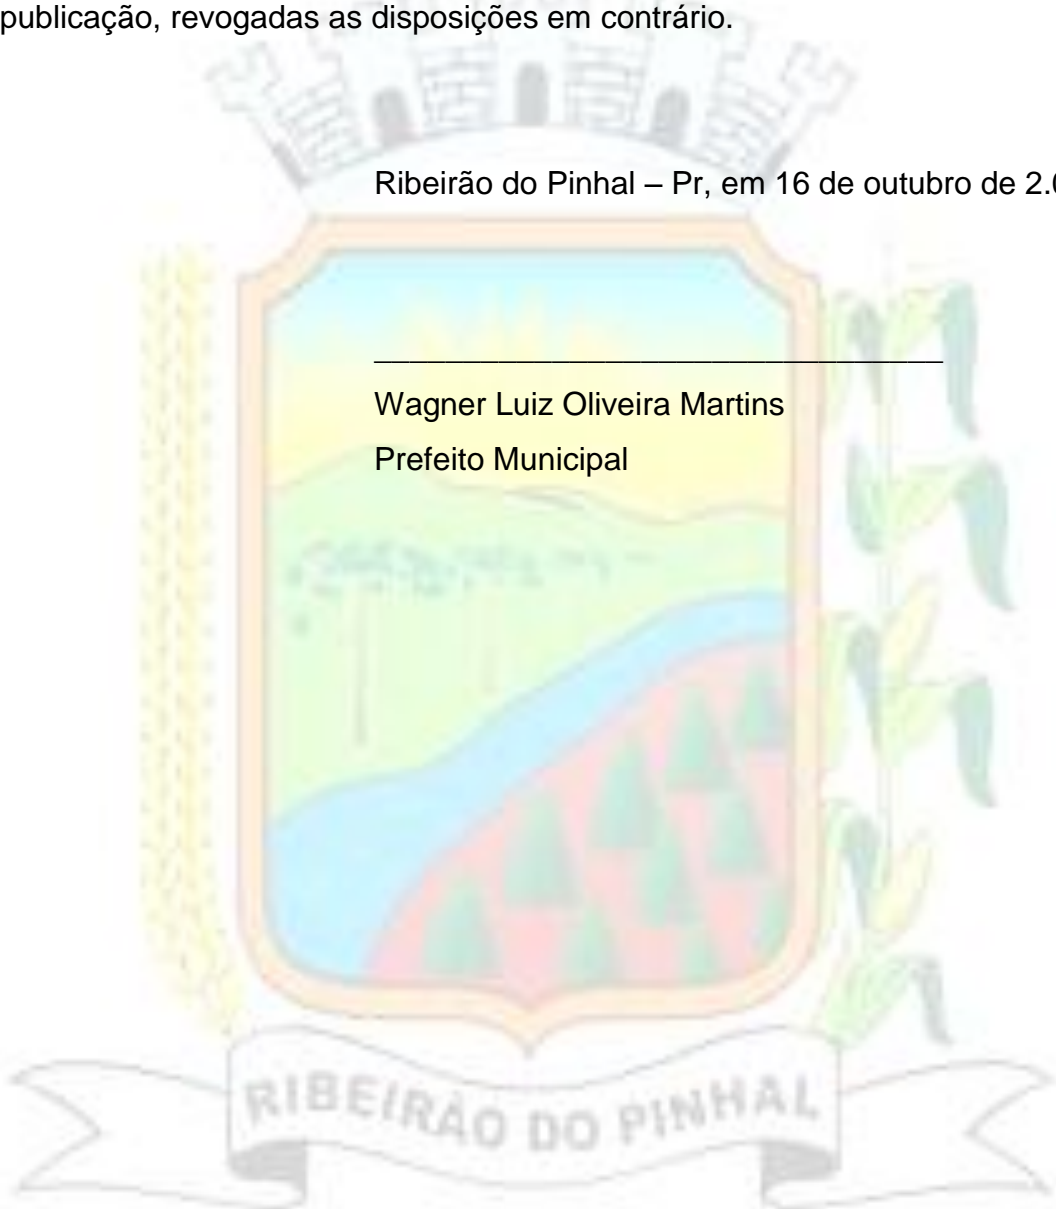 publicação, revogadas as disposições em contrário.
Ribeirão do Pinhal – Pr, em 16 de outubro de 2.
Wagner Luiz Oliveira Martins
Prefeito Municipal
RIBEIRÃO DO PINHAL